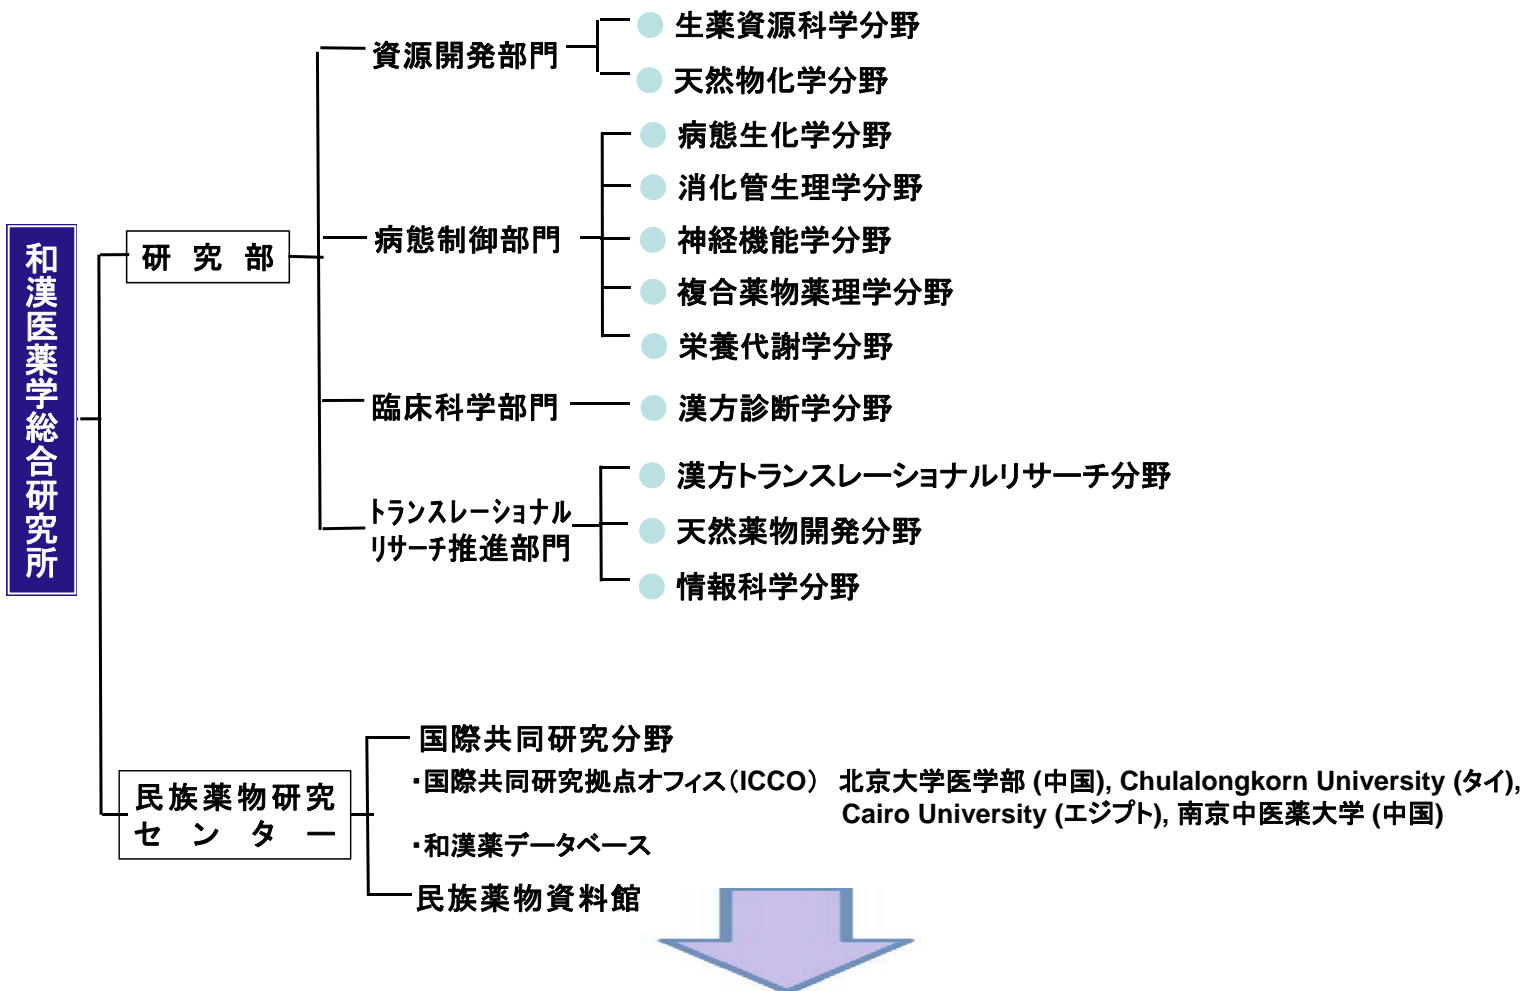 和漢医薬学総合研究所
研究部
資源開発部門
生薬資源科学分野
天然物化学分野
病態制御部門
病態生化学分野
消化管生理学分野
神経機能学分野
複合薬物薬理学分野
栄養代謝学分野
臨床科学部門
漢方診断学分野
トランスレーショナル
リサーチ推進部門
漢方トランスレーショナルリサーチ分野
天然薬物開発分野
情報科学分野
民族薬物研究
センター
国際共同研究分野
・国際共同研究拠点オフィス(ICCO) 北京大学医学部 (中国), Chulalongkorn University (タイ),
Cairo University (エジプト), 南京中医薬大学 (中国)
・和漢薬データベース
民族薬物資料館